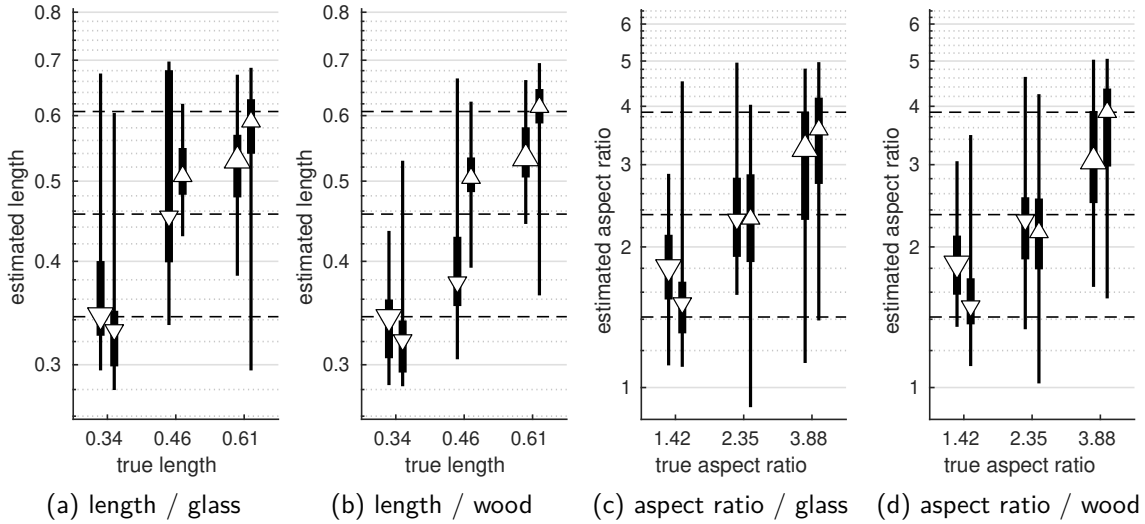 0.8
0.7
0.6
0.5
0.4
0.3
estimated length
0.34 0.46 0.61
true length
(a) length / glass
0.8
0.7
0.6
0.5
0.4
0.3
estimated length
0.34 0.46 0.61
true length
(b) length / wood
6
5
4
3
2
1
estimated aspect ratio
1.42 2.35 3.88
true aspect ratio
(c) aspect ratio / glass
6
5
4
3
2
1
estimated aspect ratio
1.42 2.35 3.88
true aspect ratio
(d) aspect ratio / wood